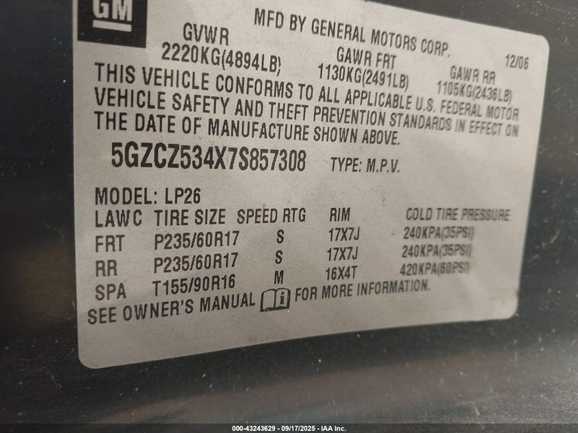 GM
MFD BY GENERAL MOTORS CORP. 12/06
GVWR GAWR FRT GAWR RR
2220KG(4894LB) 1130KG(2491LB) 1105KG(2436LB)
THIS VEHICLE CONFORMS TO ALL APPLICABLE U.S. FEDERAL MOTOR
VEHICLE SAFETY AND THEFT PREVENTION STANDARDS IN EFFECT ON
THE DATE OF MANUFACTURE SHOWN ABOVE.
5GZCZ534X7S857308 TYPE: M.P.V.
MODEL: LP26
LAWC TIRE SIZE SPEED RTG RIM COLD TIRE PRESSURE
FRT P235/60R17 S 17X7J 240KPA(35PSI)
RR P235/60R17 S 17X7J 240KPA(35PSI)
SPA T155/90R16 M 16X4T 420KPA(60PSI)
SEE OWNER'S MANUAL FOR MORE INFORMATION.
000-43243629 - 09/17/2025 - IAA Inc.